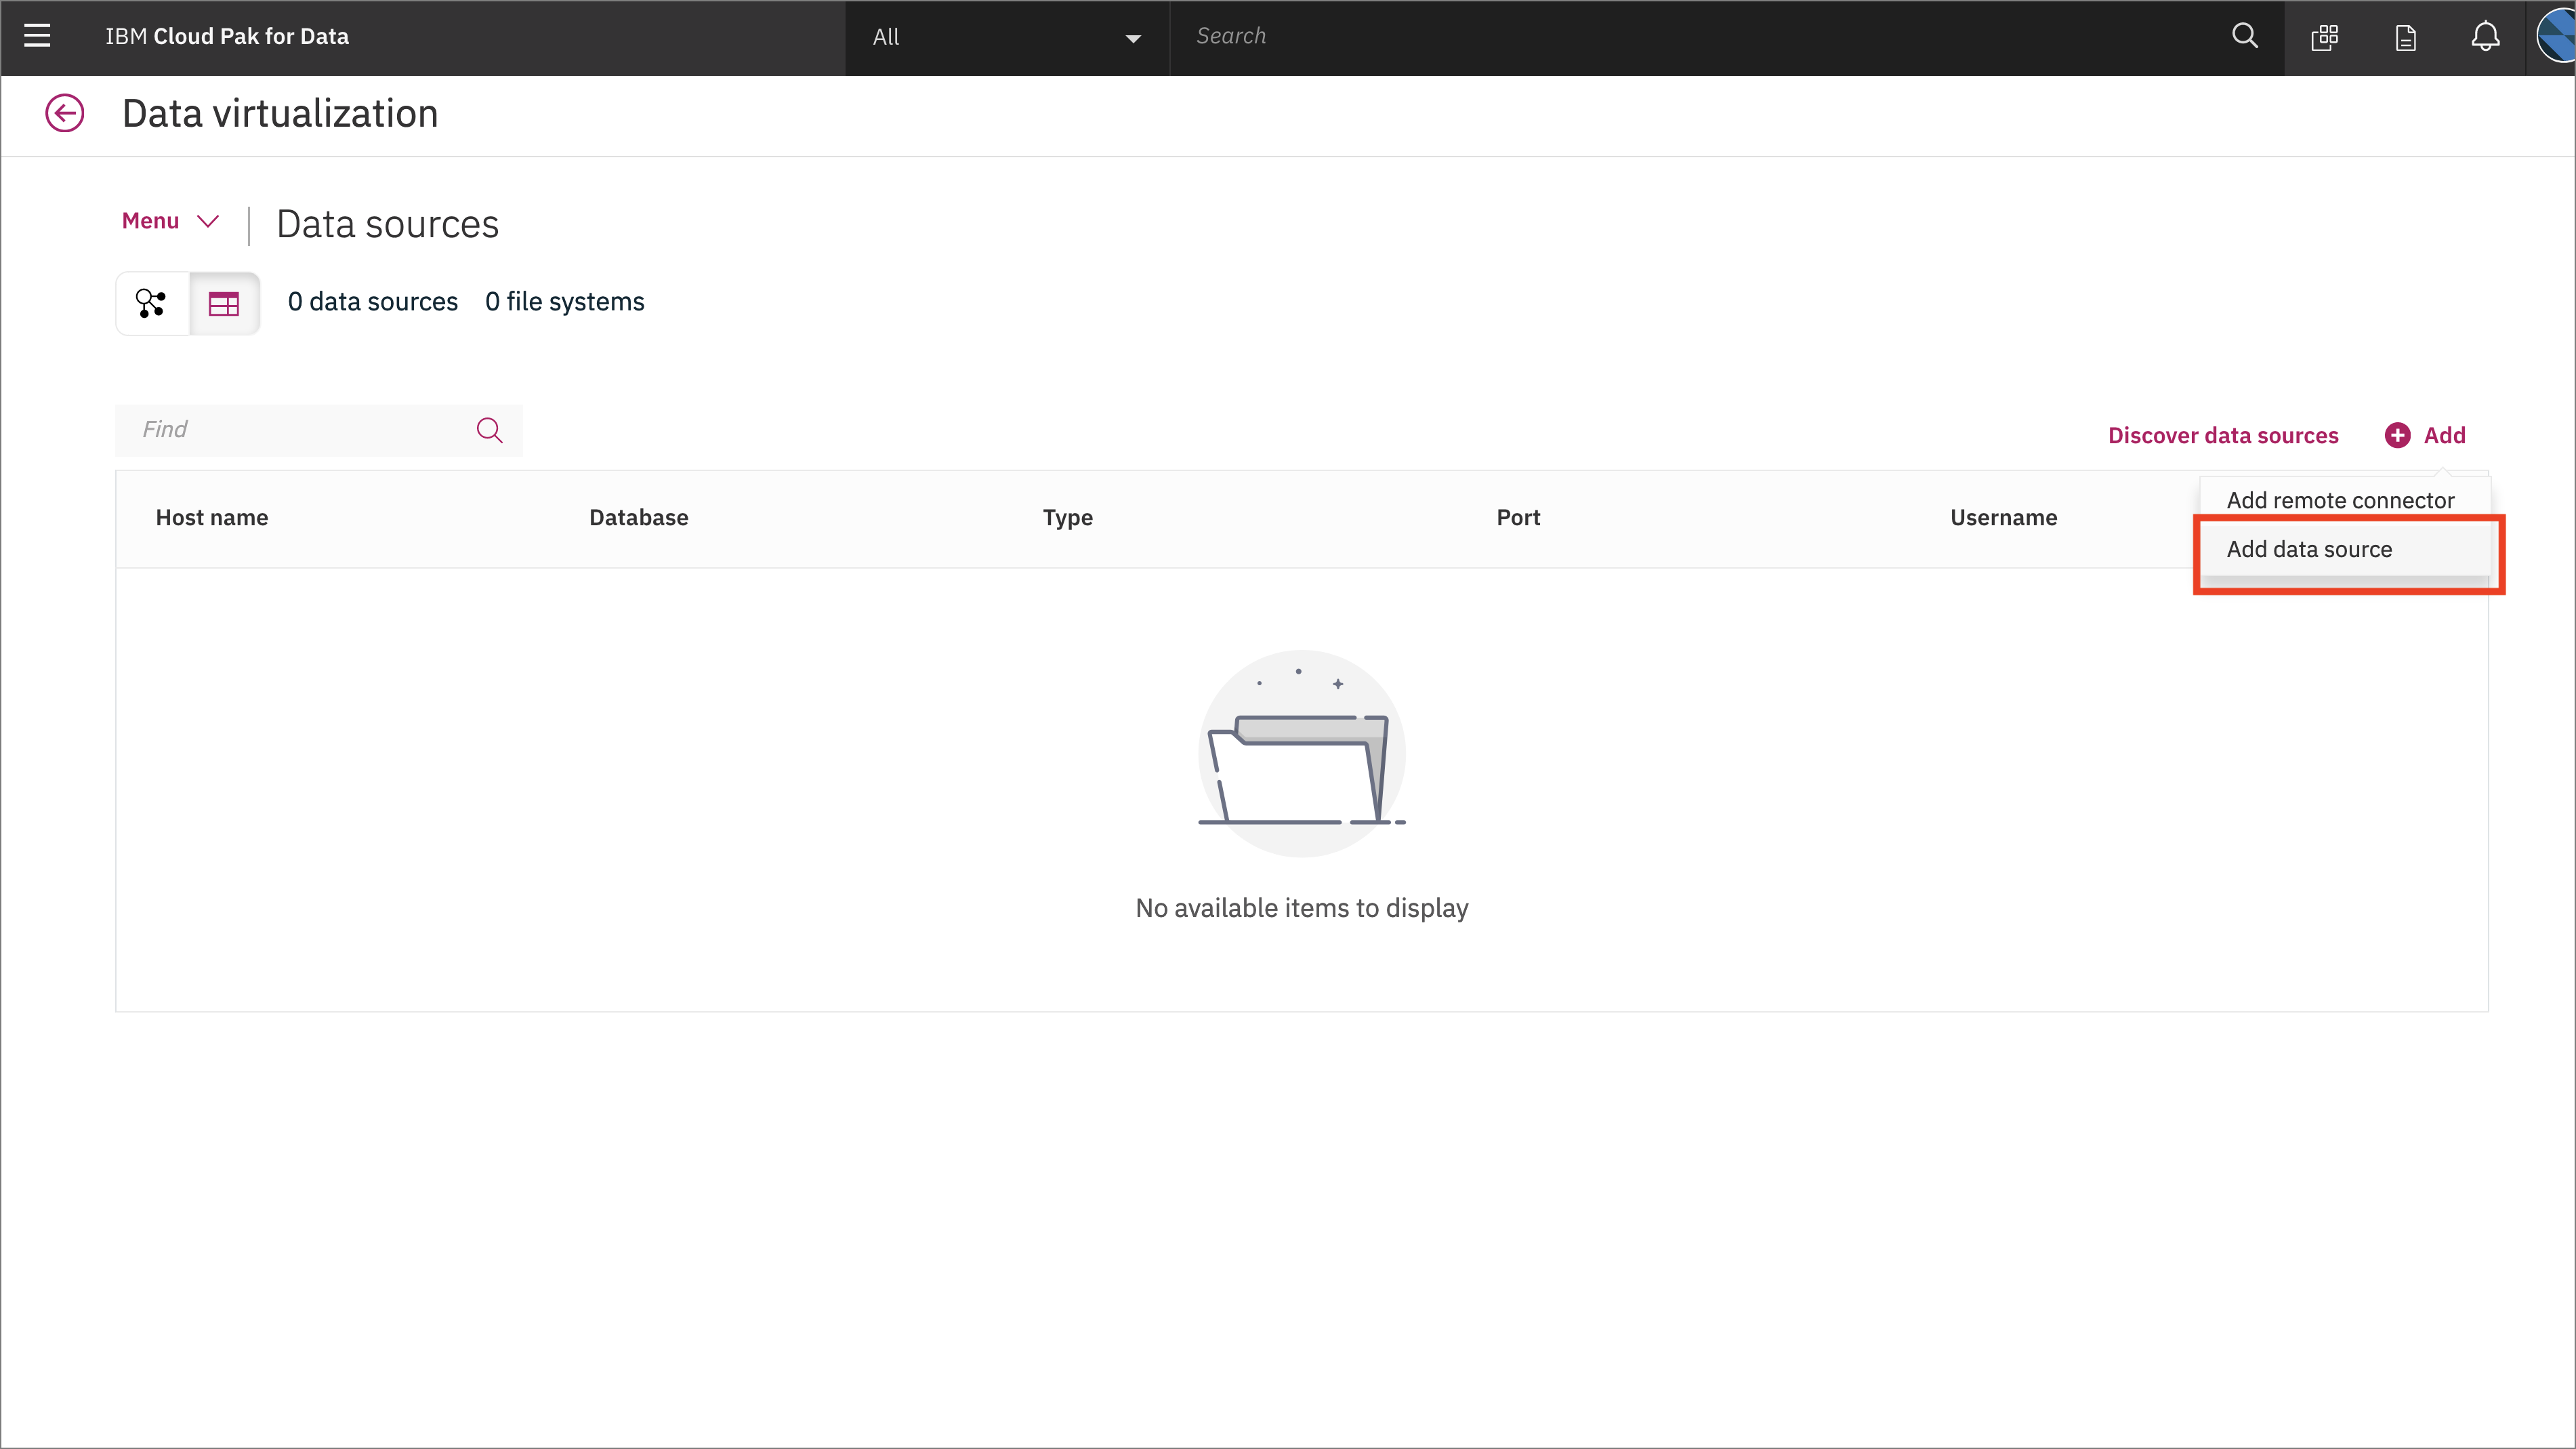 IBM Cloud Pak for Data All Search
Data virtualization
Menu Data sources
0 data sources 0 file systems
Find Discover data sources Add
Add remote connector
Host name Database Type Port Username
Add data source
No available items to display